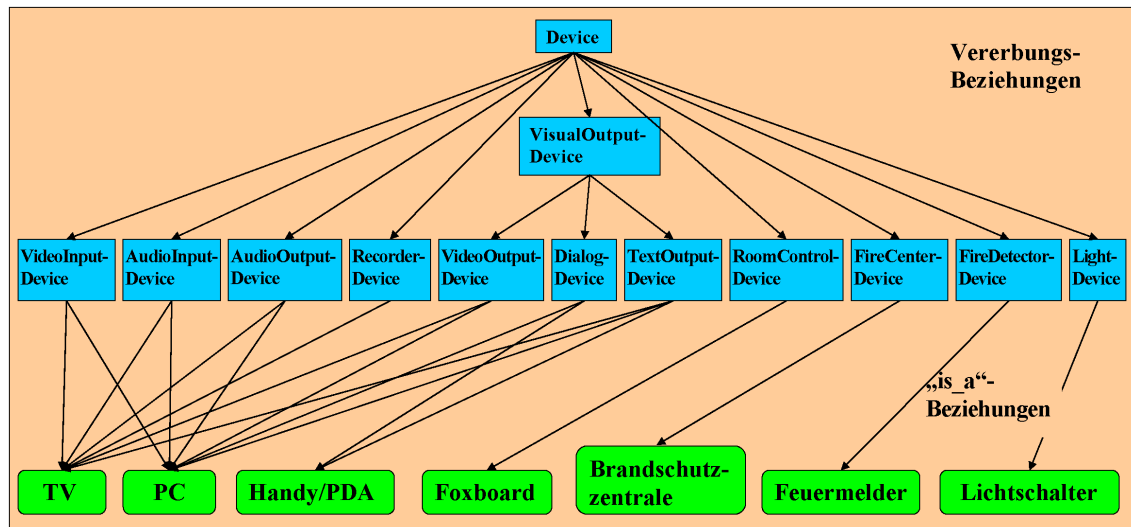 Device
Vererbungs-
Beziehungen
VisualOutput-
Device
VideoInput-
Device
AudioInput-
Device
AudioOutput-
Device
Recorder-
Device
VideoOutput-
Device
Dialog-
Device
TextOutput-
Device
RoomControl-
Device
FireCenter-
Device
FireDetector-
Device
Light-
Device
„is_a“-
Beziehungen
TV
PC
Handy/PDA
Foxboard
Brandschutz-
zentrale
Feuermelder
Lichtschalter